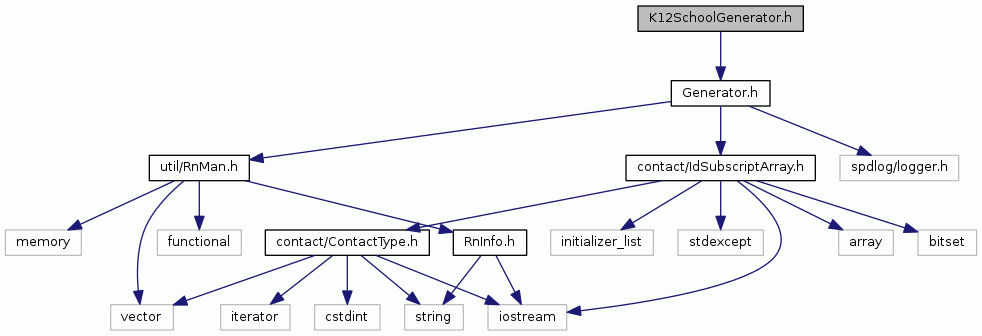 K12SchoolGenerator.h
Generator.h
util/RnMan.h
contact/IdSubscriptArray.h
spdlog/logger.h
memory
functional
contact/ContactType.h
RnInfo.h
initializer_list
stdexcept
array
bitset
vector
iterator
cstdint
string
iostream